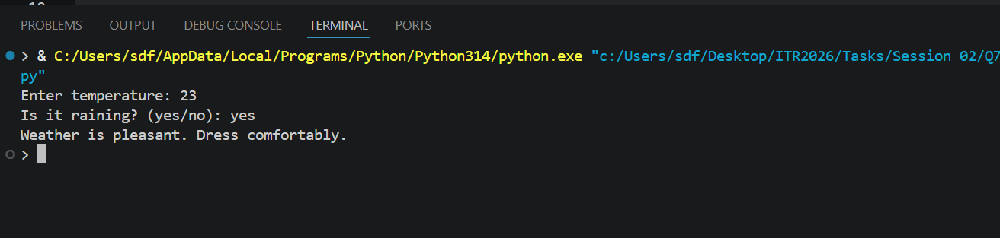 PROBLEMS OUTPUT DEBUG CONSOLE TERMINAL PORTS
> & C:/Users/sdf/AppData/Local/Programs/Python/Python314/python.exe "c:/Users/sdf/Desktop/ITR2026/Tasks/Session 02/Q7
py"
Enter temperature: 23
Is it raining? (yes/no): yes
Weather is pleasant. Dress comfortably.
>